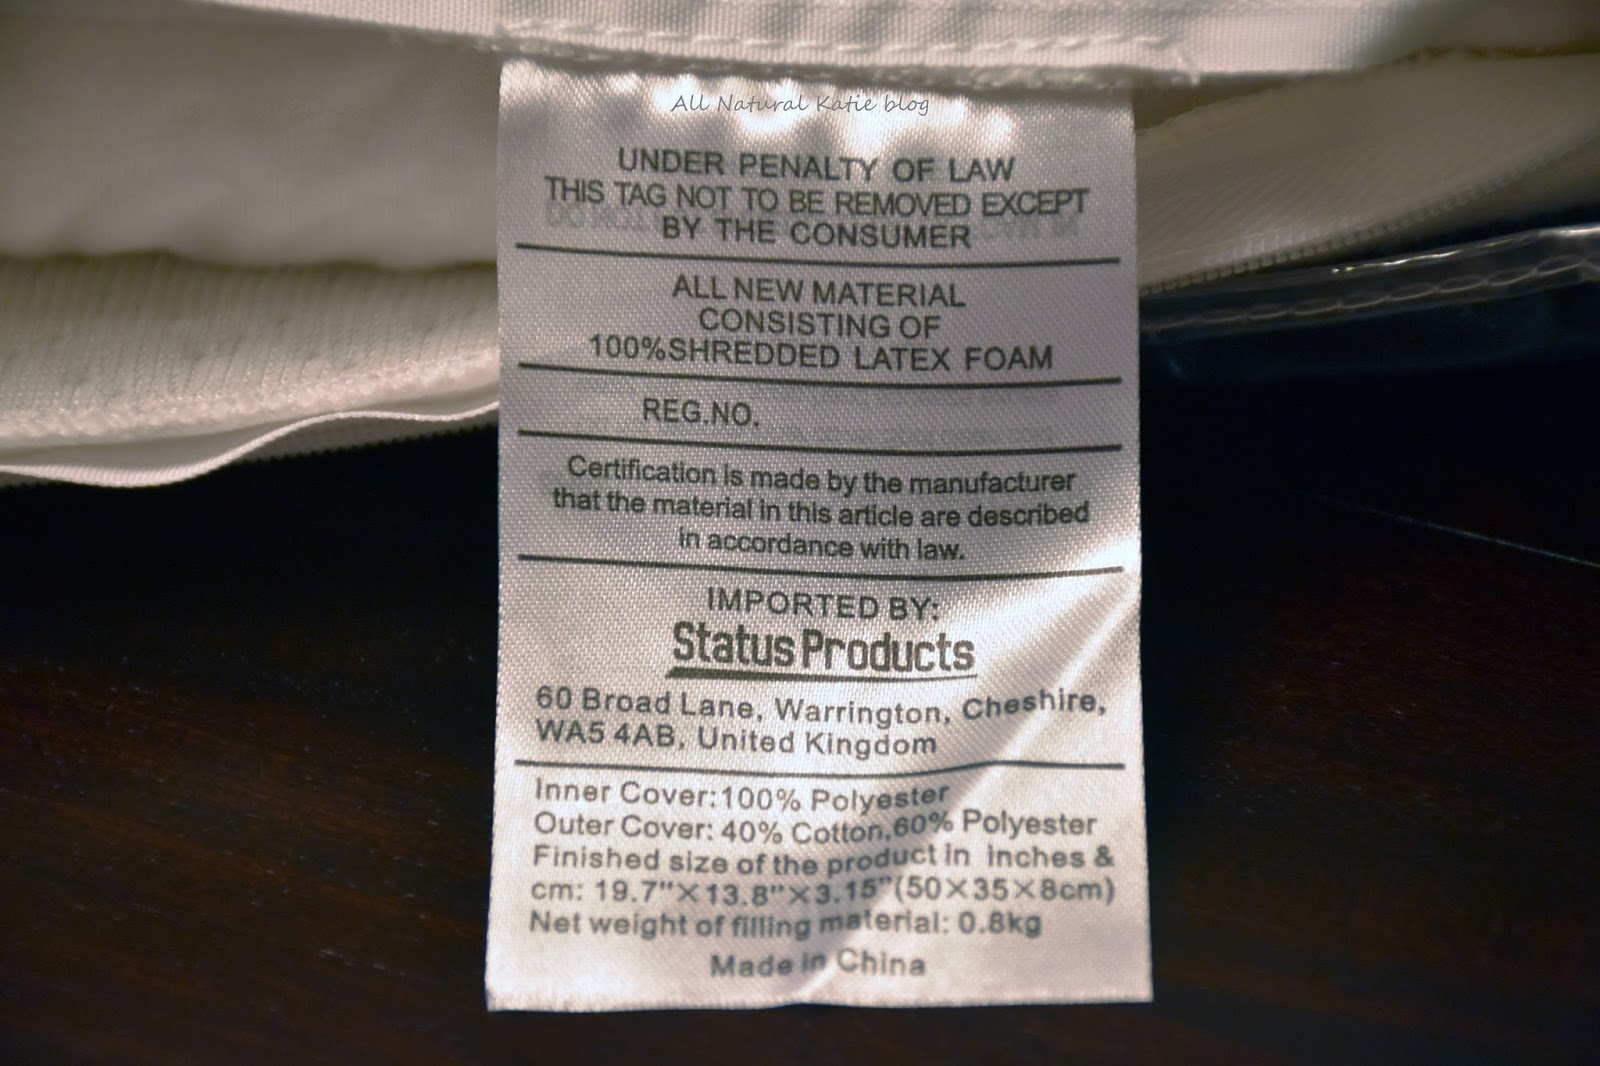 All Natural Katie blog
UNDER PENALTY OF LAW
THIS TAG NOT TO BE REMOVED EXCEPT
BY THE CONSUMER
ALL NEW MATERIAL
CONSISTING OF
100%SHREDDED LATEX FOAM
REG.NO.
Certification is made by the manufacturer
that the material in this article are described
in accordance with law.
IMPORTED BY:
Status Products
60 Broad Lane, Warrington, Cheshire,
WA5 4AB, United Kingdom
Inner Cover:100% Polyester
Outer Cover: 40% Cotton,60% Polyester
Finished size of the product in inches &
cm: 19.7"×13.8"×3.15"(50×35×8cm)
Net weight of filling material: 0.8kg
Made in China